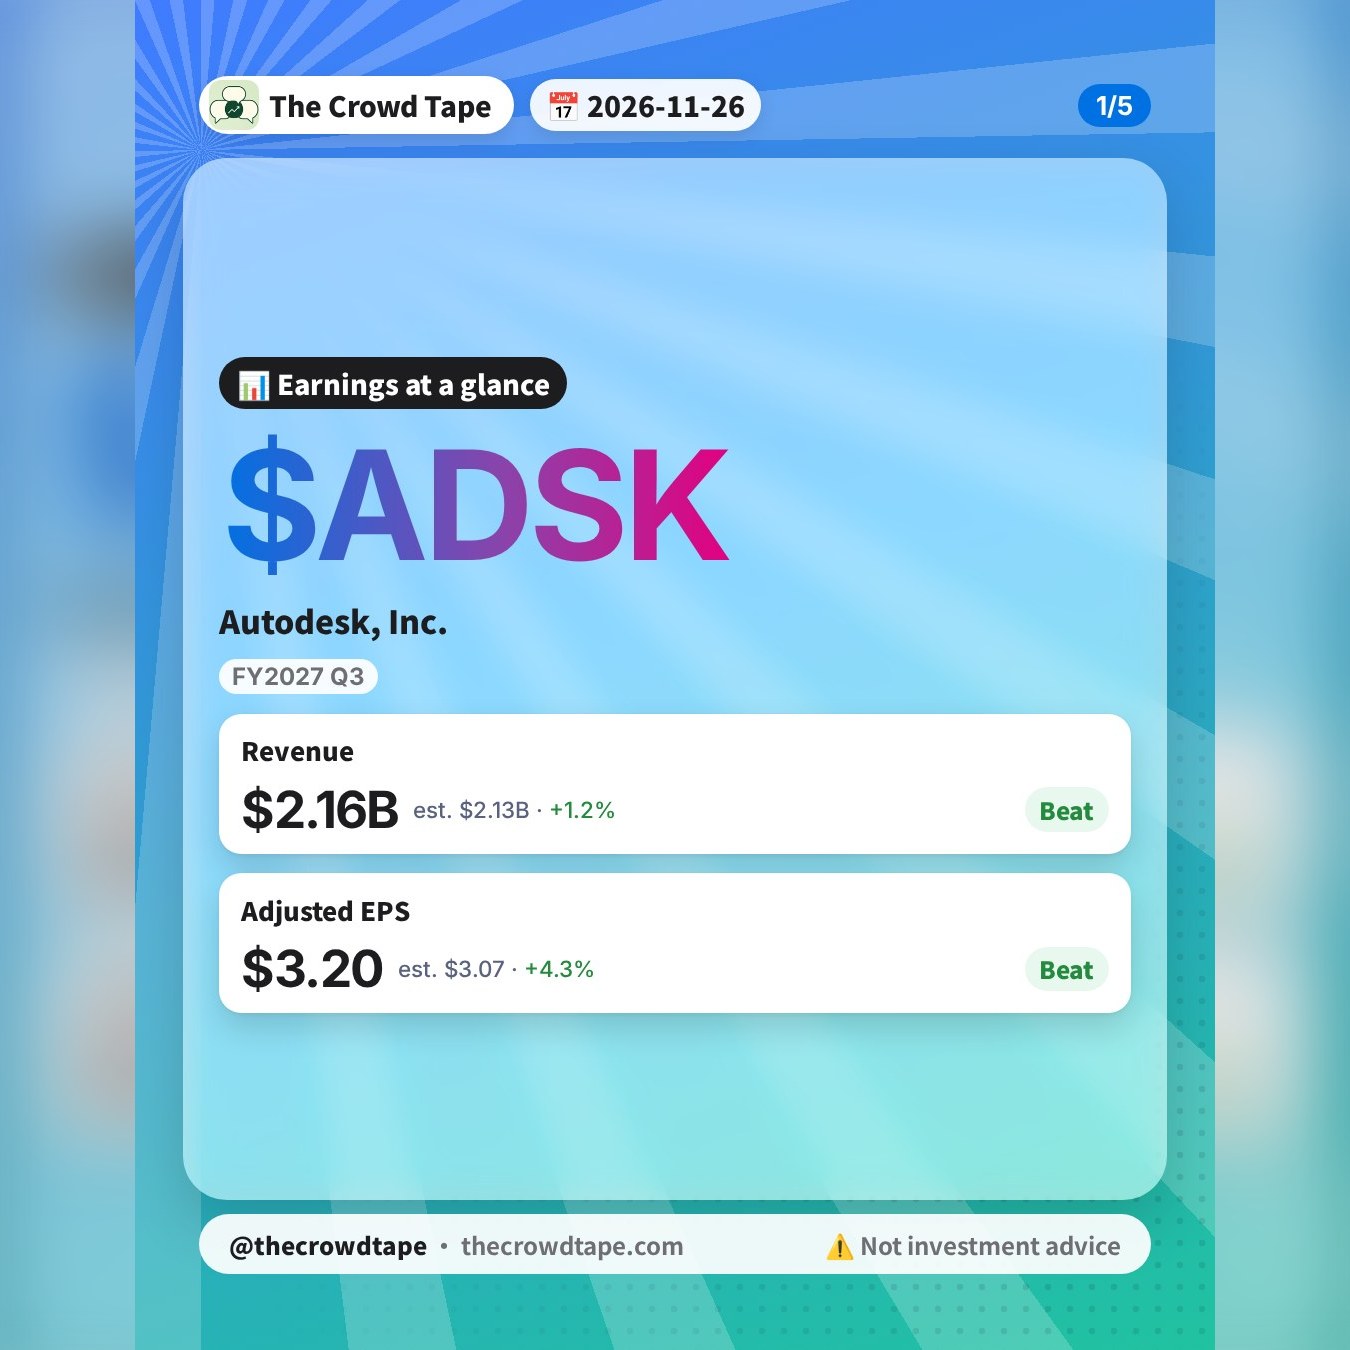 The Crowd Tape
📅 2026-11-26
1/5
📊 Earnings at a glance
$ADSK
Autodesk, Inc.
FY2027 Q3
Revenue
$2.16B est. $2.13B · +1.2%
Beat
Adjusted EPS
$3.20 est. $3.07 · +4.3%
Beat
@thecrowdtape • thecrowdtape.com
⚠️ Not investment advice